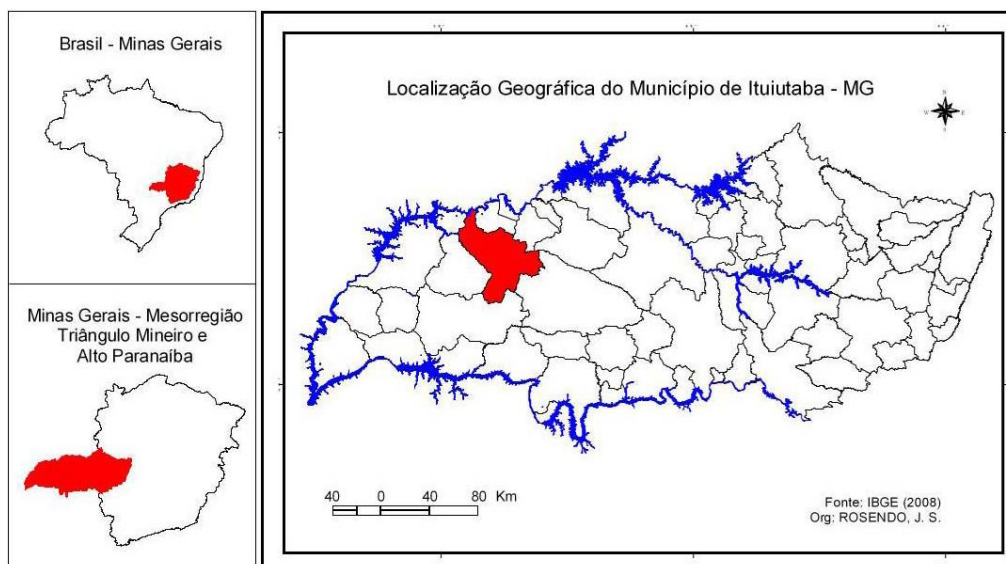 Brasil - Minas Gerais
Minas Gerais - Mesorregião
Triângulo Mineiro e
Alto Paranaíba
Localização Geográfica do Município de Ituiutaba - MG
N
W E
S
40 0 40 80 Km
Fonte: IBGE (2008)
Org: ROSENDO, J. S.